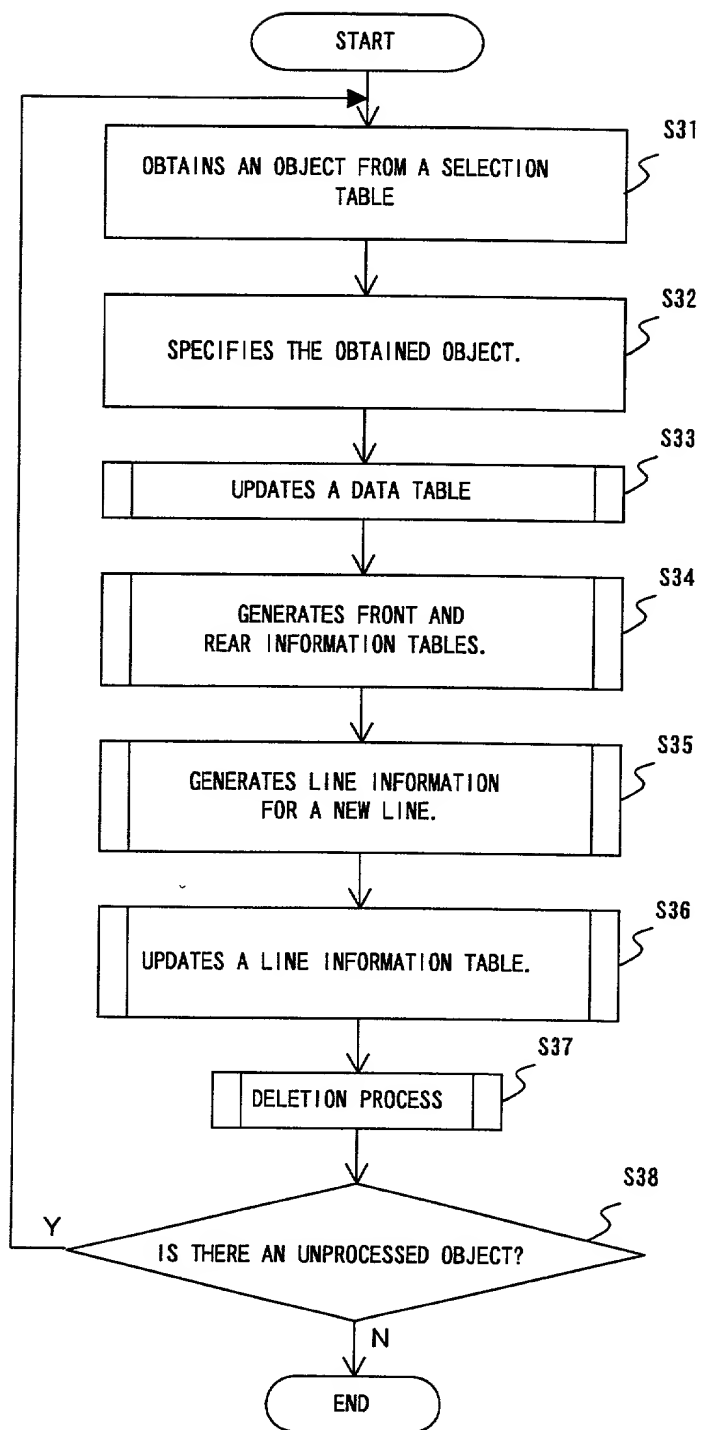 START
S31
OBTAINS AN OBJECT FROM A SELECTION
TABLE
S32
SPECIFIES THE OBTAINED OBJECT.
S33
UPDATES A DATA TABLE
S34
GENERATES FRONT AND
REAR INFORMATION TABLES.
S35
GENERATES LINE INFORMATION
FOR A NEW LINE.
S36
UPDATES A LINE INFORMATION TABLE.
S37
DELETION PROCESS
S38
Y
IS THERE AN UNPROCESSED OBJECT?
N
END